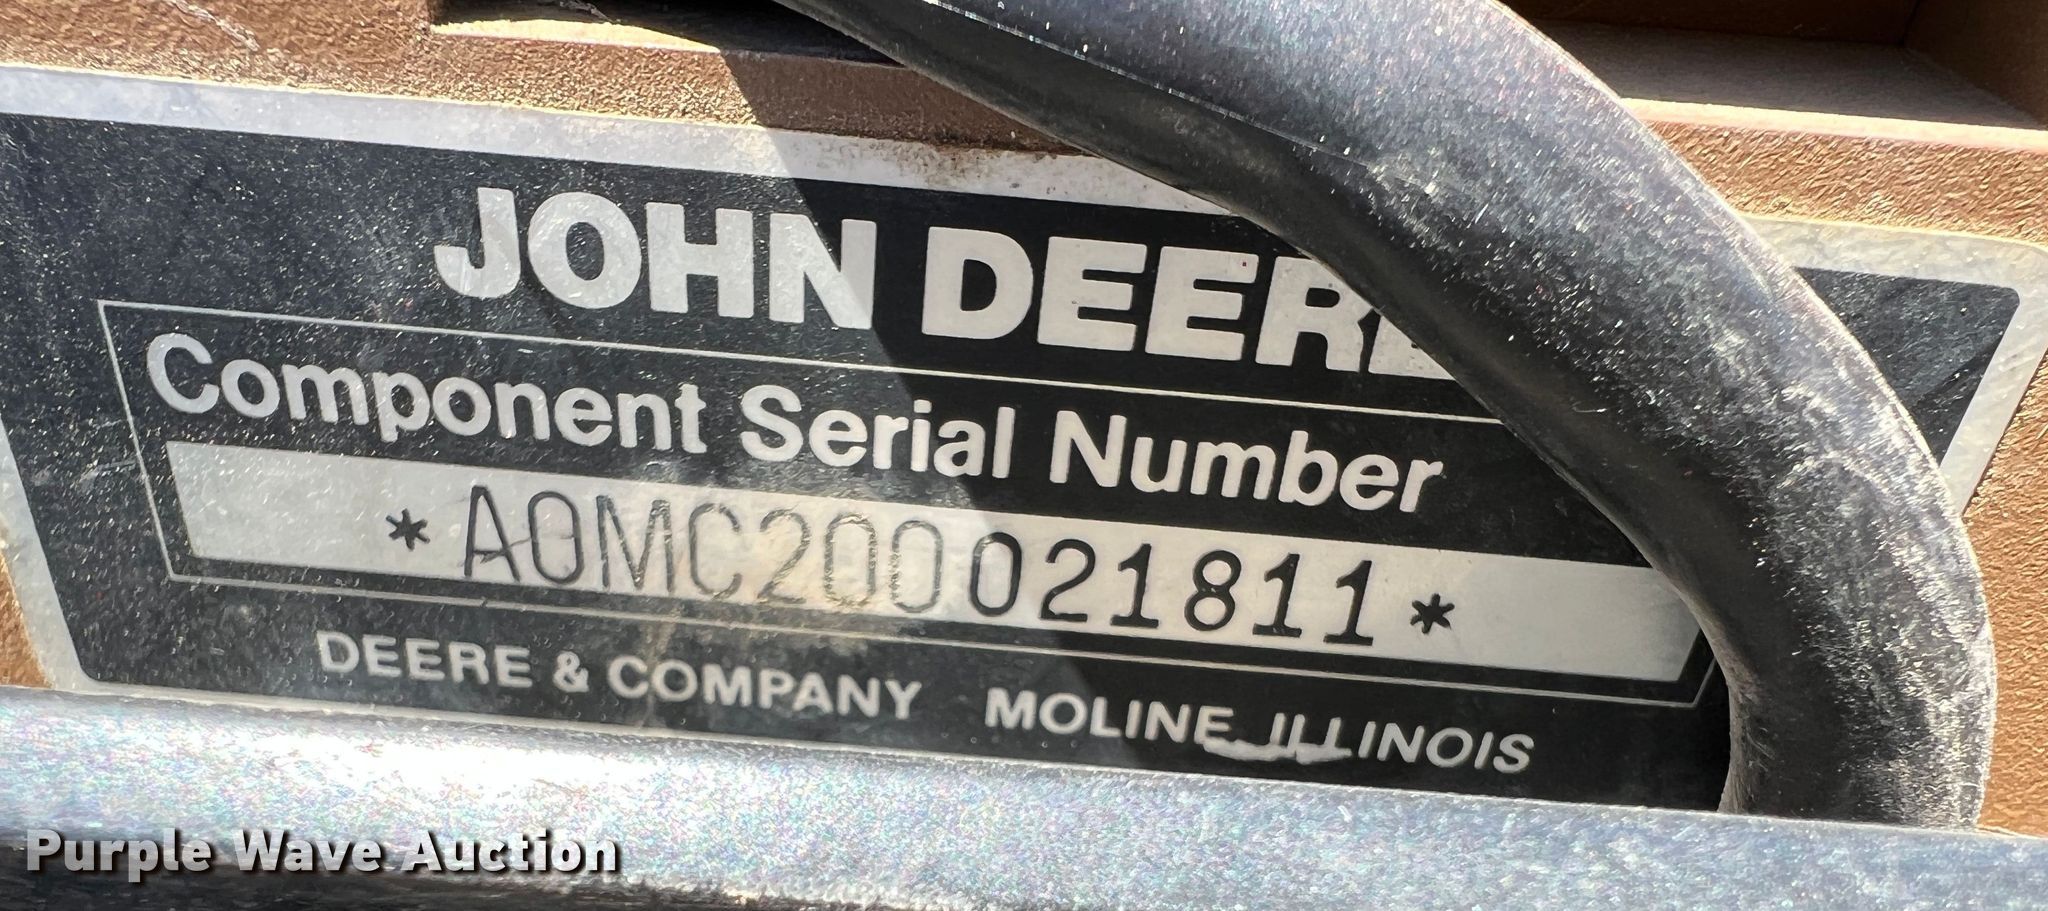 JOHN DEERE
Component Serial Number
*A0MC200021811*
DEERE & COMPANY MOLINE ILLINOIS
Purple Wave Auction